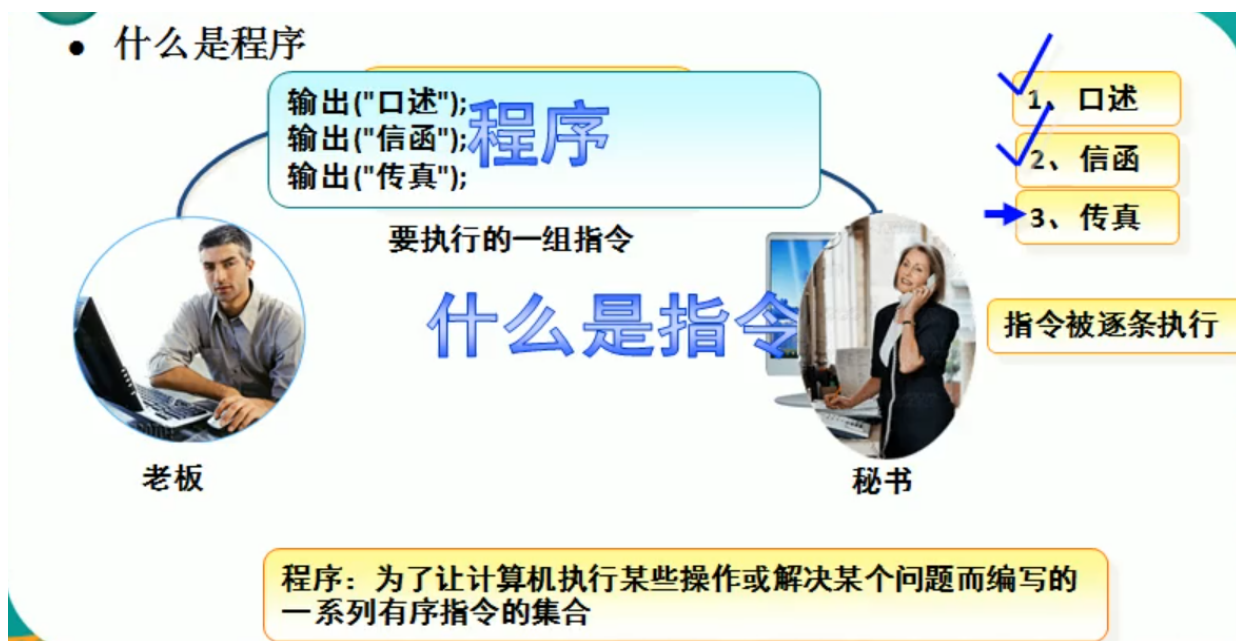 • 什么是程序
输出("口述");
输出("信函");
输出("传真");
程序
要执行的一组指令
什么是指令
老板
秘书
1、口述
2、信函
3、传真
指令被逐条执行
程序：为了让计算机执行某些操作或解决某个问题而编写的
一系列有序指令的集合